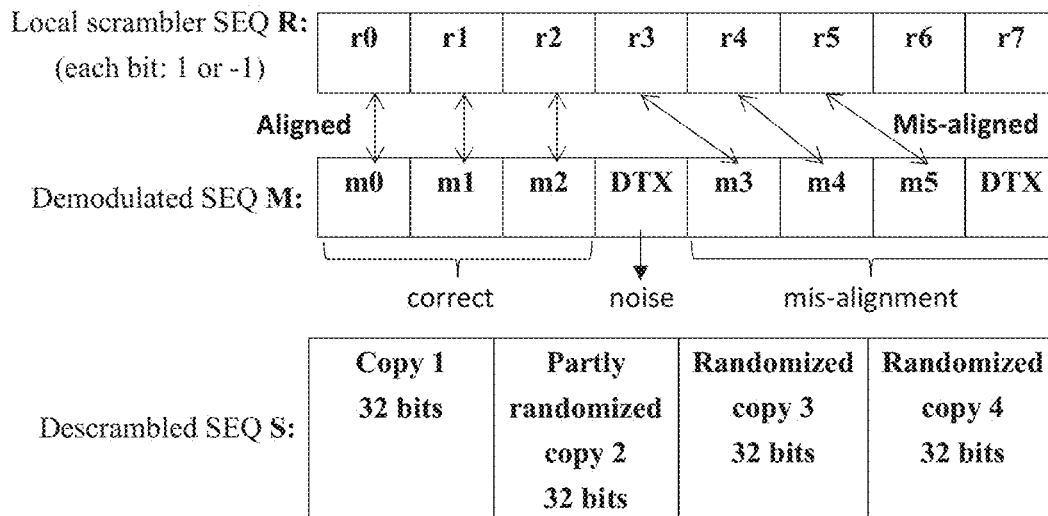 Local scrambler SEQ R:
(each bit: 1 or -1)
r0 r1 r2 r3 r4 r5 r6 r7
Aligned
Mis-aligned
Demodulated SEQ M:
m0 m1 m2 DTX m3 m4 m5 DTX
correct noise mis-alignment
Descrambled SEQ S:
Copy 1
32 bits
Partly
randomized
copy 2
32 bits
Randomized
copy 3
32 bits
Randomized
copy 4
32 bits